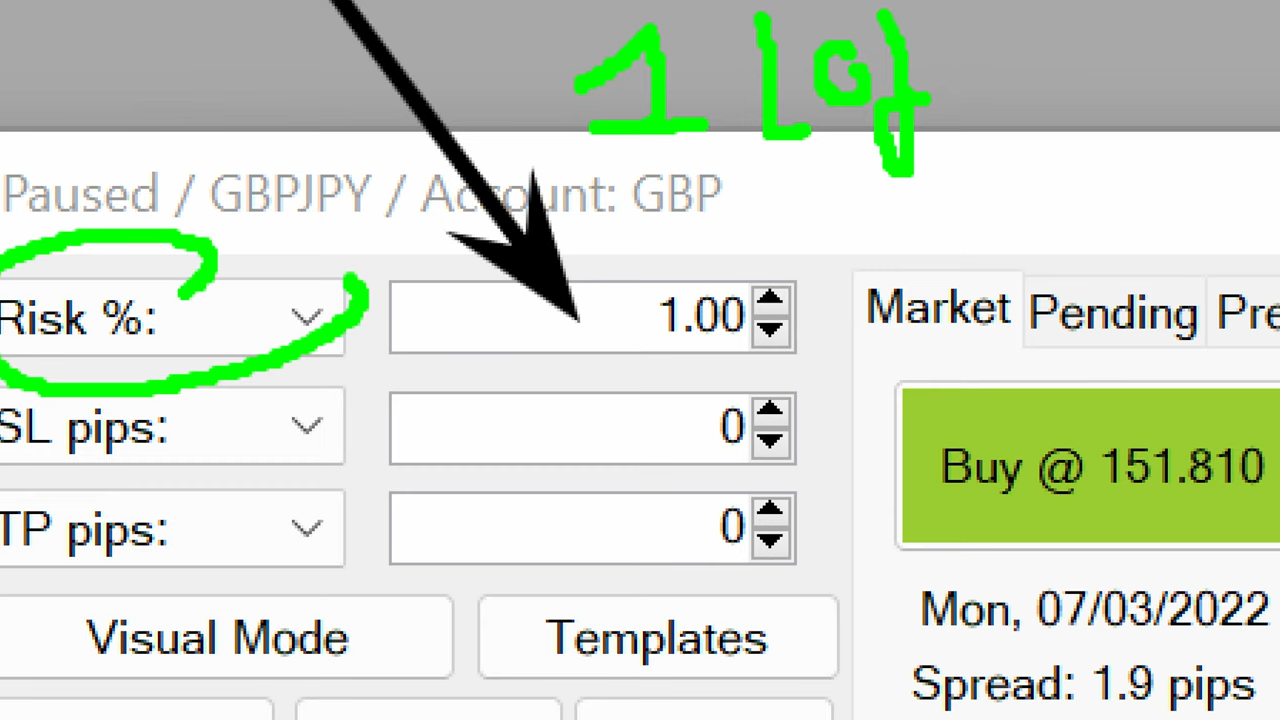 1 lot
Paused / GBPJPY / Account: GBP
Risk %: 1.00
Market Pending Pre
SL pips: 0
Buy @ 151.810
TP pips: 0
Visual Mode Templates
Mon, 07/03/2022
Spread: 1.9 pips